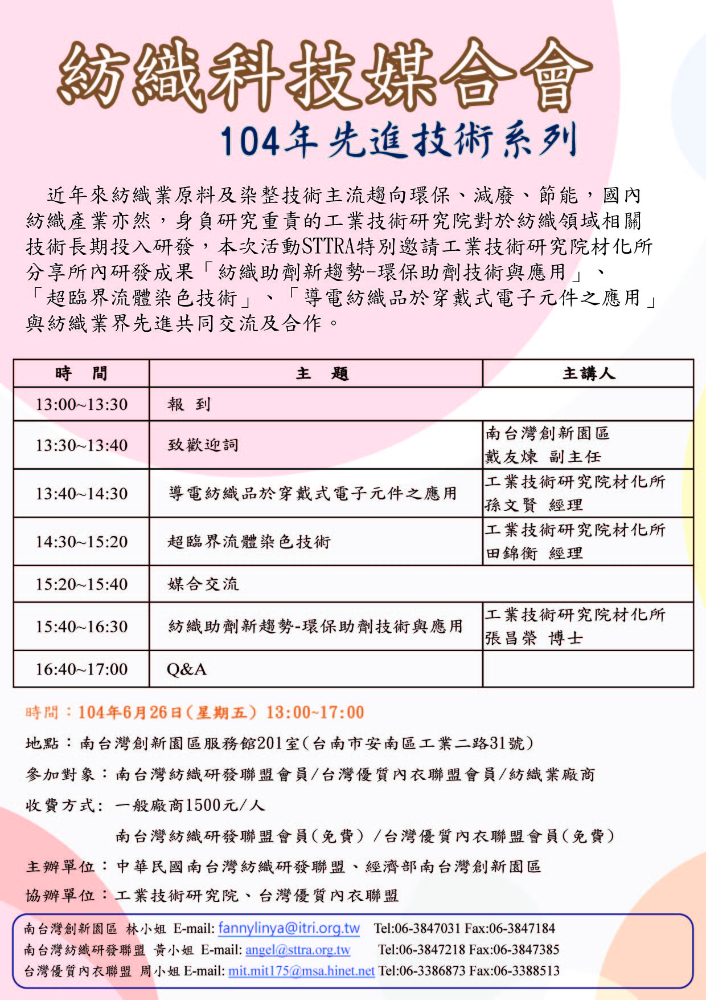 紡織科技媒合會
104年先進技術系列
近年來紡織業原料及染整技術主流趨向環保、減廢、節能，國內
紡織產業亦然，身負研究重責的工業技術研究院對於紡織領域相關
技術長期投入研發，本次活動STTRA特別邀請工業技術研究院材化所
分享所內研發成果「紡織助劑新趨勢-環保助劑技術與應用」、
「超臨界流體染色技術」、「導電紡織品於穿戴式電子元件之應用」
與紡織業界先進共同交流及合作。
時 間 主 題 主講人
13:00~13:30 報 到
13:30~13:40 致歡迎詞 南台灣創新園區
戴友煉 副主任
13:40~14:30 導電紡織品於穿戴式電子元件之應用 工業技術研究院材化所
孫文賢 經理
14:30~15:20 超臨界流體染色技術 工業技術研究院材化所
田錦衡 經理
15:20~15:40 媒合交流
15:40~16:30 紡織助劑新趨勢-環保助劑技術與應用 工業技術研究院材化所
張昌榮 博士
16:40~17:00 Q&A
時間：104年6月26日(星期五) 13:00~17:00
地點：南台灣創新園區服務館201室(台南市安南區工業二路31號)
參加對象：南台灣紡織研發聯盟會員/台灣優質內衣聯盟會員/紡織業廠商
收費方式: 一般廠商1500元/人
南台灣紡織研發聯盟會員(免費) /台灣優質內衣聯盟會員(免費)
主辦單位：中華民國南台灣紡織研發聯盟、經濟部南台灣創新園區
協辦單位：工業技術研究院、台灣優質內衣聯盟
南台灣創新園區 林小姐 E-mail: fannylinya@itri.org.tw Tel:06-3847031 Fax:06-3847184
南台灣紡織研發聯盟 黃小姐 E-mail: angel@sttra.org.tw Tel:06-3847218 Fax:06-3847385
台灣優質內衣聯盟 周小姐 E-mail: mit.mit175@msa.hinet.net Tel:06-3386873 Fax:06-3388513